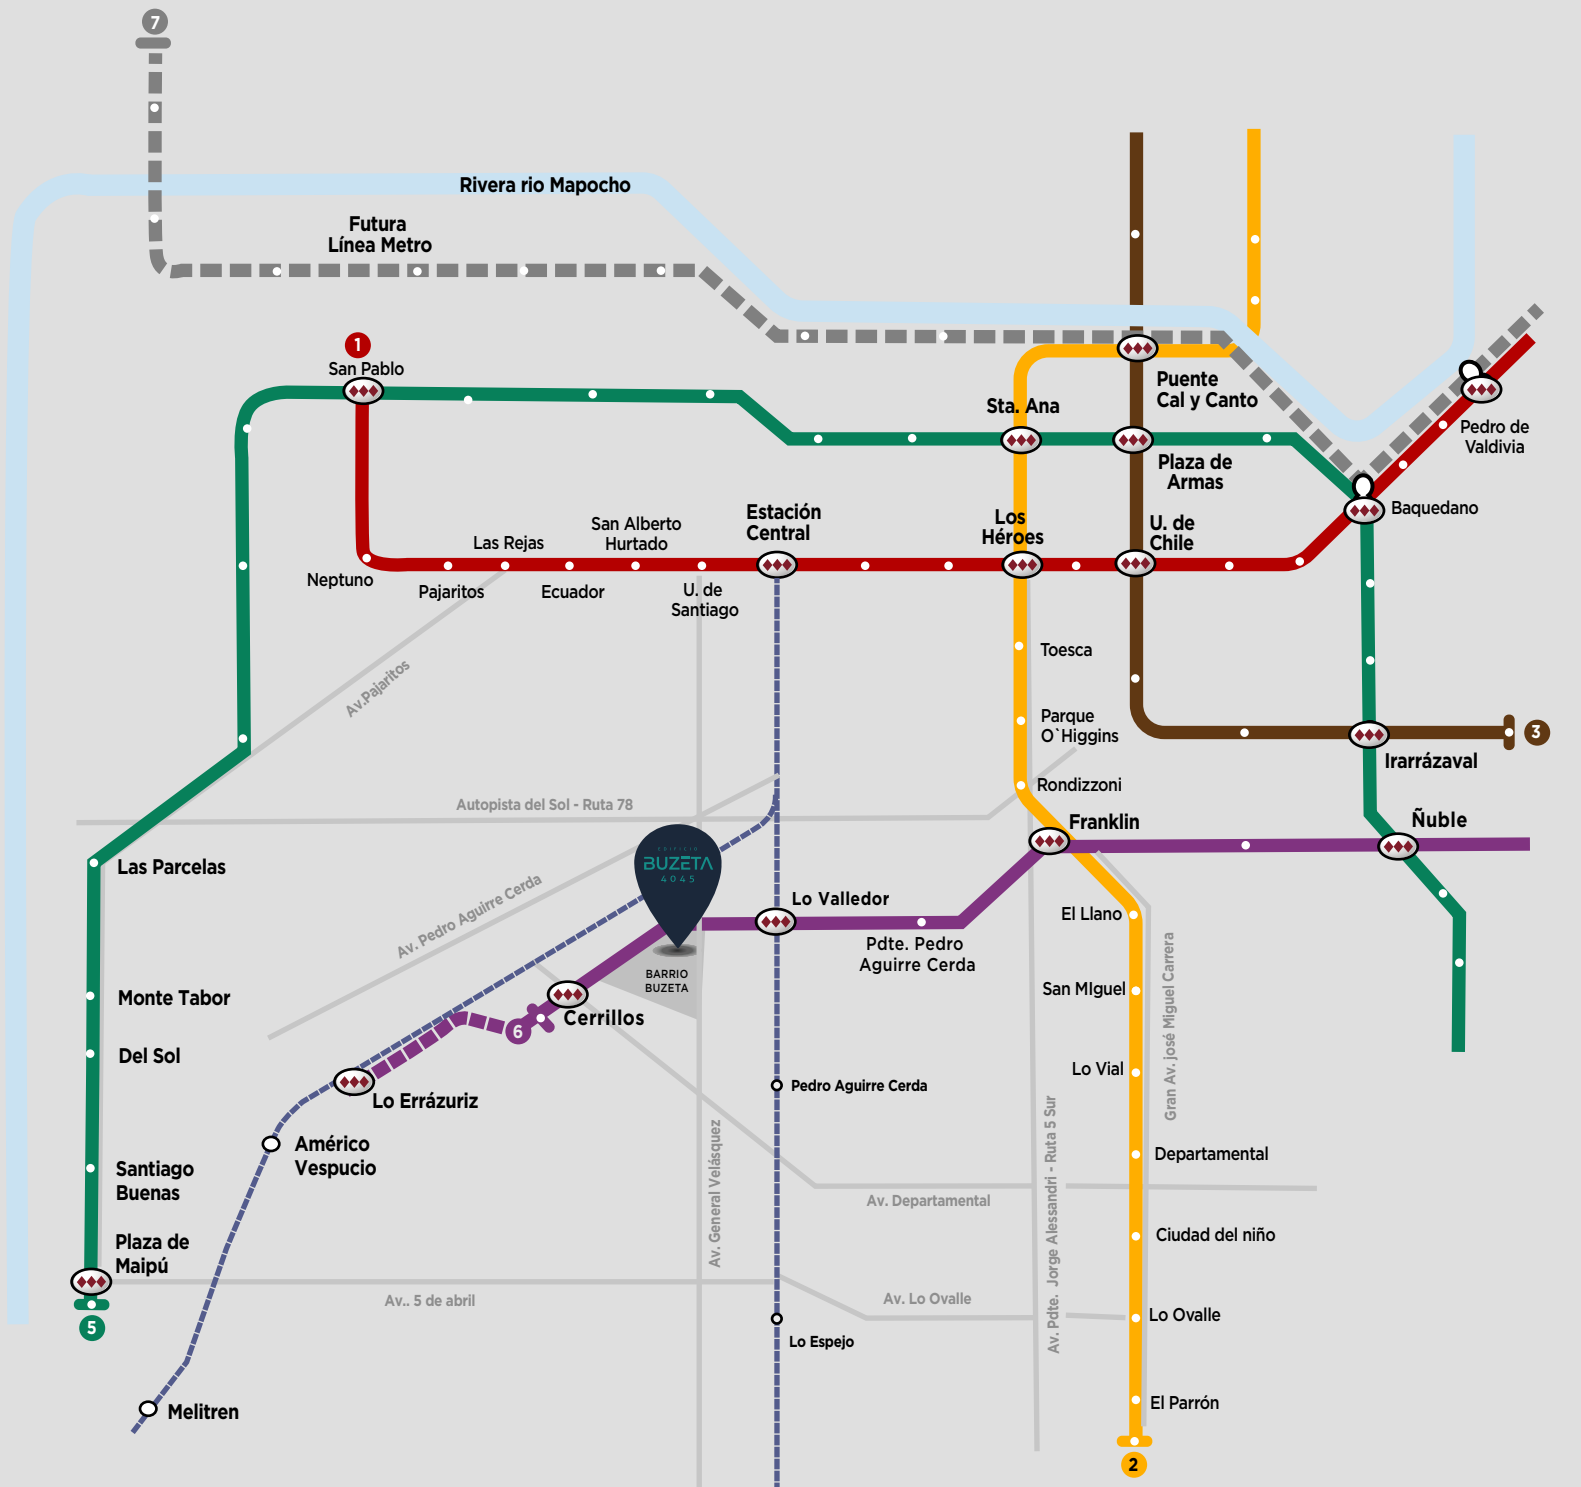 7
Rivera rio Mapocho
Futura
Línea Metro
1
San Pablo
Puente
Cal y Canto
Sta. Ana
Pedro de
Valdivia
Plaza de
Armas
Baquedano
Estación
Central
Los
Héroes
U. de
Chile
San Alberto
Hurtado
Las Rejas
Neptuno
Pajaritos
Ecuador
U. de
Santiago
Toesca
Av.Pajaritos
Parque
O`Higgins
3
Irarrázaval
Rondizzoni
Autopista del Sol - Ruta 78
Franklin
Ñuble
EDIFICIO
BUZETA
4045
Las Parcelas
Av. Pedro Aguirre Cerda
Lo Valledor
El Llano
Pdte. Pedro
Aguirre Cerda
BARRIO
BUZETA
San MIguel
Monte Tabor
Cerrillos
6
Gran Av. josé Miguel Carrera
Del Sol
Lo Vial
Pedro Aguirre Cerda
Lo Errázuriz
Américo
Vespucio
Departamental
Santiago
Buenas
Av. General Velásquez
Av. Pdte. Jorge Alessandri - Ruta 5 Sur
Av. Departamental
Ciudad del niño
Plaza de
Maipú
Av.. 5 de abril
Av. Lo Ovalle
Lo Ovalle
5
Lo Espejo
El Parrón
Melitren
2